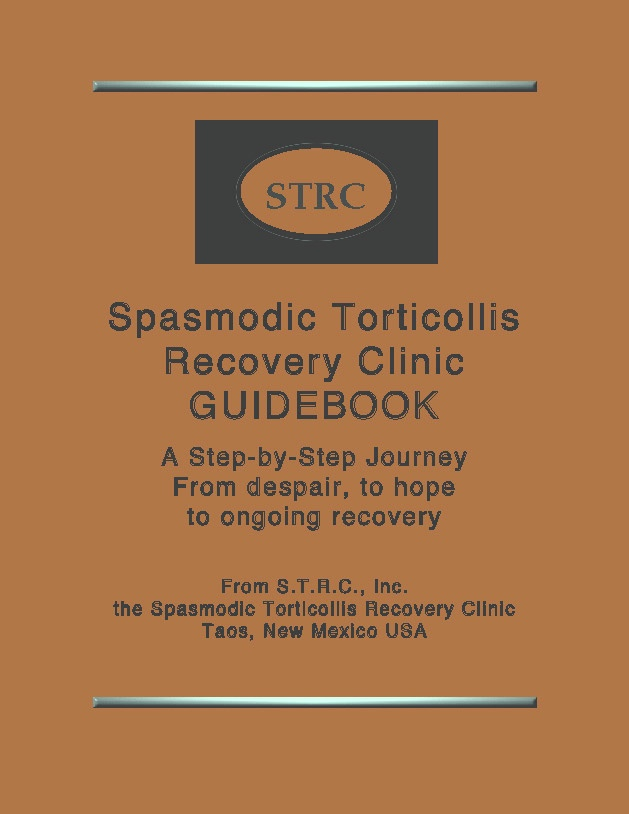 STRC
Spasmodic Torticollis
Recovery Clinic
GUIDEBOOK
A Step-by-Step Journey
From despair, to hope
to ongoing recovery
From S.T.R.C., Inc.
the Spasmodic Torticollis Recovery Clinic
Taos, New Mexico USA